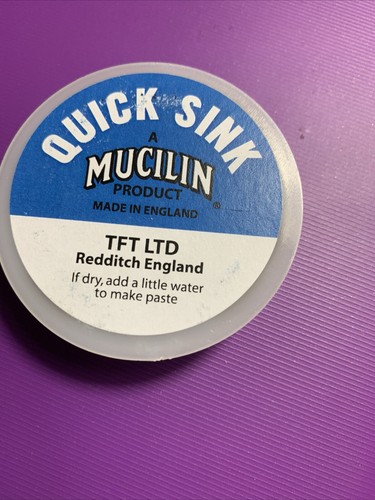 QUICK SINK
A
MUCILIN®
PRODUCT
MADE IN ENGLAND
TFT LTD
Redditch England
If dry, add a little water
to make paste